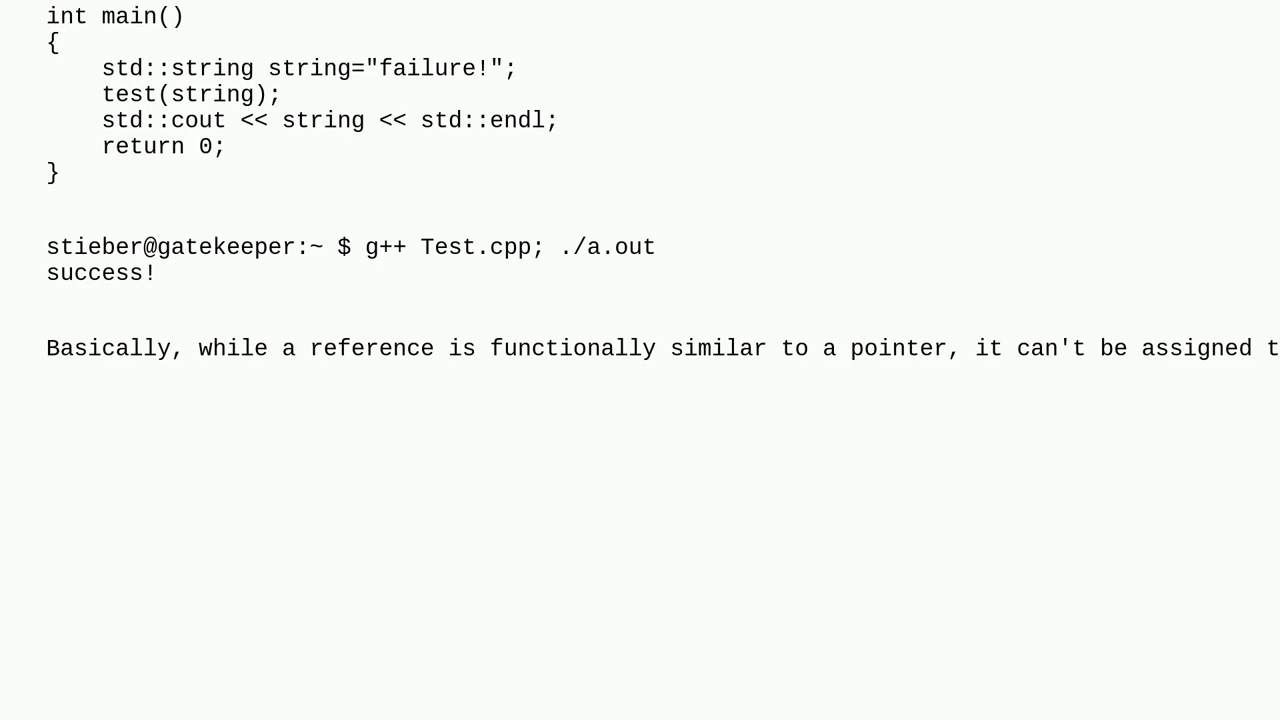 int main()
{
    std::string string="failure!";
    test(string);
    std::cout << string << std::endl;
    return 0;
}
stieber@gatekeeper:~ $ g++ Test.cpp; ./a.out
success!
Basically, while a reference is functionally similar to a pointer, it can't be assigned